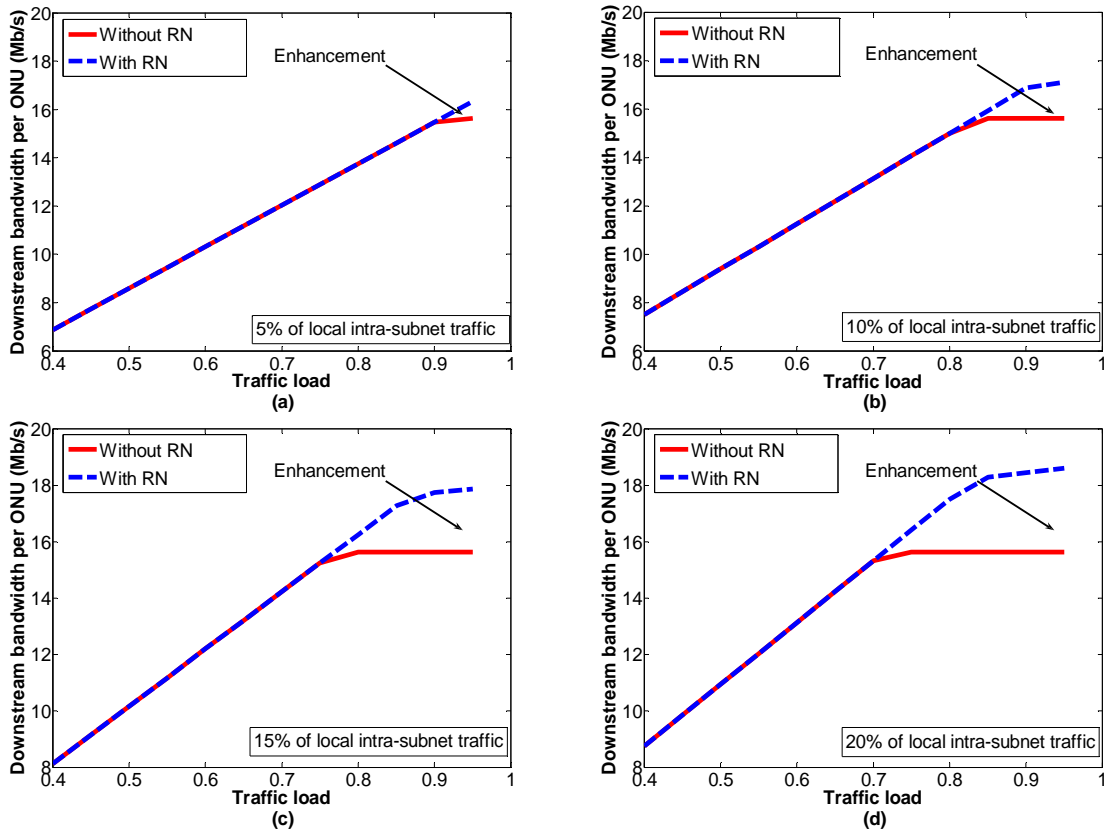 Downstream bandwidth per ONU (Mb/s)
20
18
16
14
12
10
8
6
Without RN
With RN
Enhancement
5% of local intra-subnet traffic
0.4 0.5 0.6 0.7 0.8 0.9 1
Traffic load
(a)
Downstream bandwidth per ONU (Mb/s)
20
18
16
14
12
10
8
6
Without RN
With RN
Enhancement
10% of local intra-subnet traffic
0.4 0.5 0.6 0.7 0.8 0.9 1
Traffic load
(b)
Downstream bandwidth per ONU (Mb/s)
20
18
16
14
12
10
8
Without RN
With RN
Enhancement
15% of local intra-subnet traffic
0.4 0.5 0.6 0.7 0.8 0.9 1
Traffic load
(c)
Downstream bandwidth per ONU (Mb/s)
20
18
16
14
12
10
8
Without RN
With RN
Enhancement
20% of local intra-subnet traffic
0.4 0.5 0.6 0.7 0.8 0.9 1
Traffic load
(d)